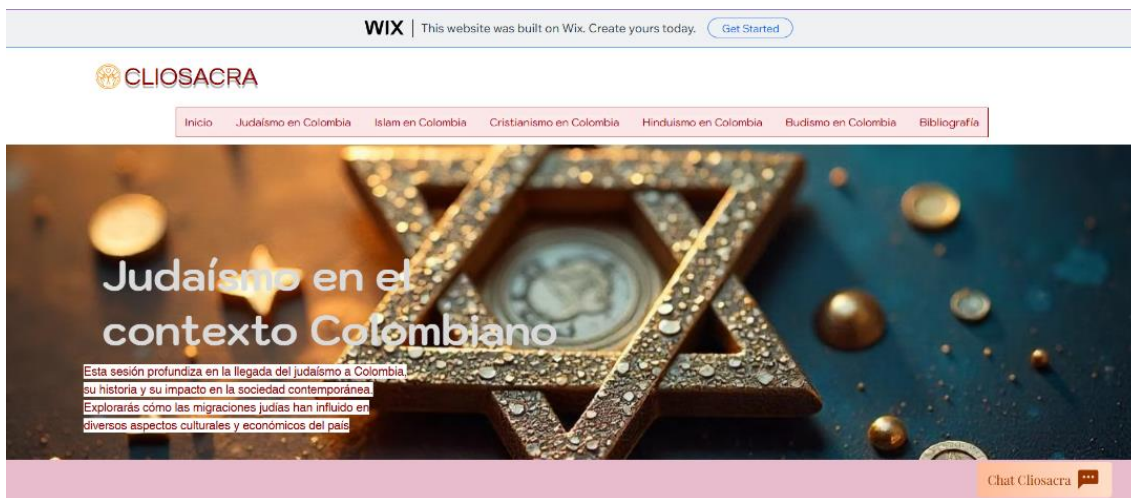 WIX | This website was built on Wix. Create yours today. Get Started
CLIOSACRA
Inicio Judaísmo en Colombia Islam en Colombia Cristianismo en Colombia Hinduismo en Colombia Budismo en Colombia Bibliografía
Judaísmo en el
contexto Colombiano
Esta sesión profundiza en la llegada del judaísmo a Colombia,
su historia y su impacto en la sociedad contemporánea.
Explorarás cómo las migraciones judías han influido en
diversos aspectos culturales y económicos del país
Chat Cliosacra